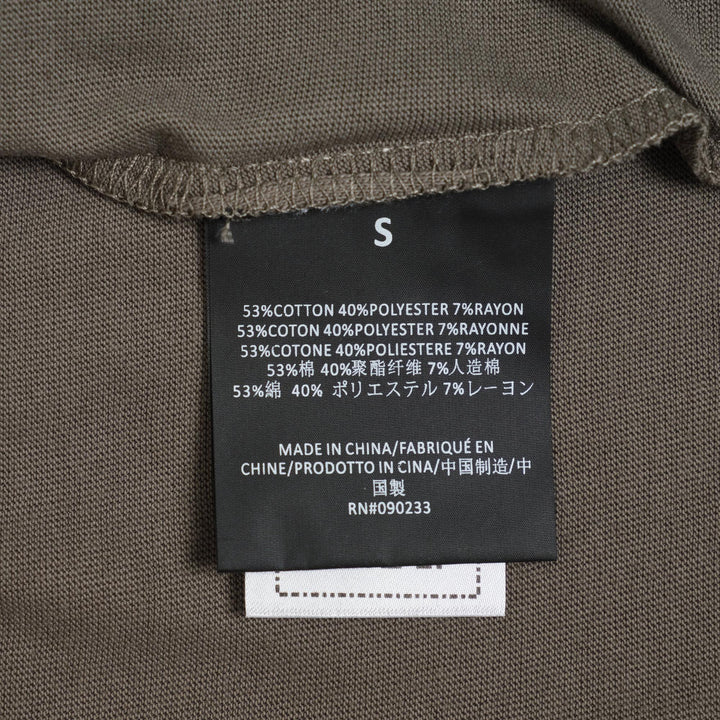 S
53%COTTON 40%POLYESTER 7%RAYON
53%COTON 40%POLYESTER 7%RAYONNE
53%COTONE 40%POLIESTERE 7%RAYON
53%棉 40%聚酯纤维 7%人造棉
53%綿 40% ポリエステル 7%レーヨン
MADE IN CHINA/FABRIQUÉ EN
CHINE/PRODOTTO IN CINA/中国制造/中
国製
RN#090233